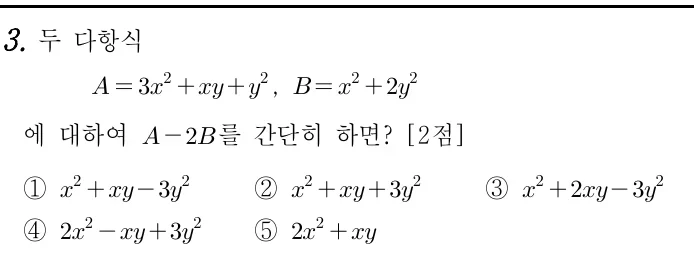 3. 두 다항식
A=3x²+xy+y², B=x²+2y²
에 대하여 A-2B를 간단히 하면? [2점]
① x²+xy-3y² ② x²+xy+3y² ③ x²+2xy-3y²
④ 2x²-xy+3y² ⑤ 2x²+xy